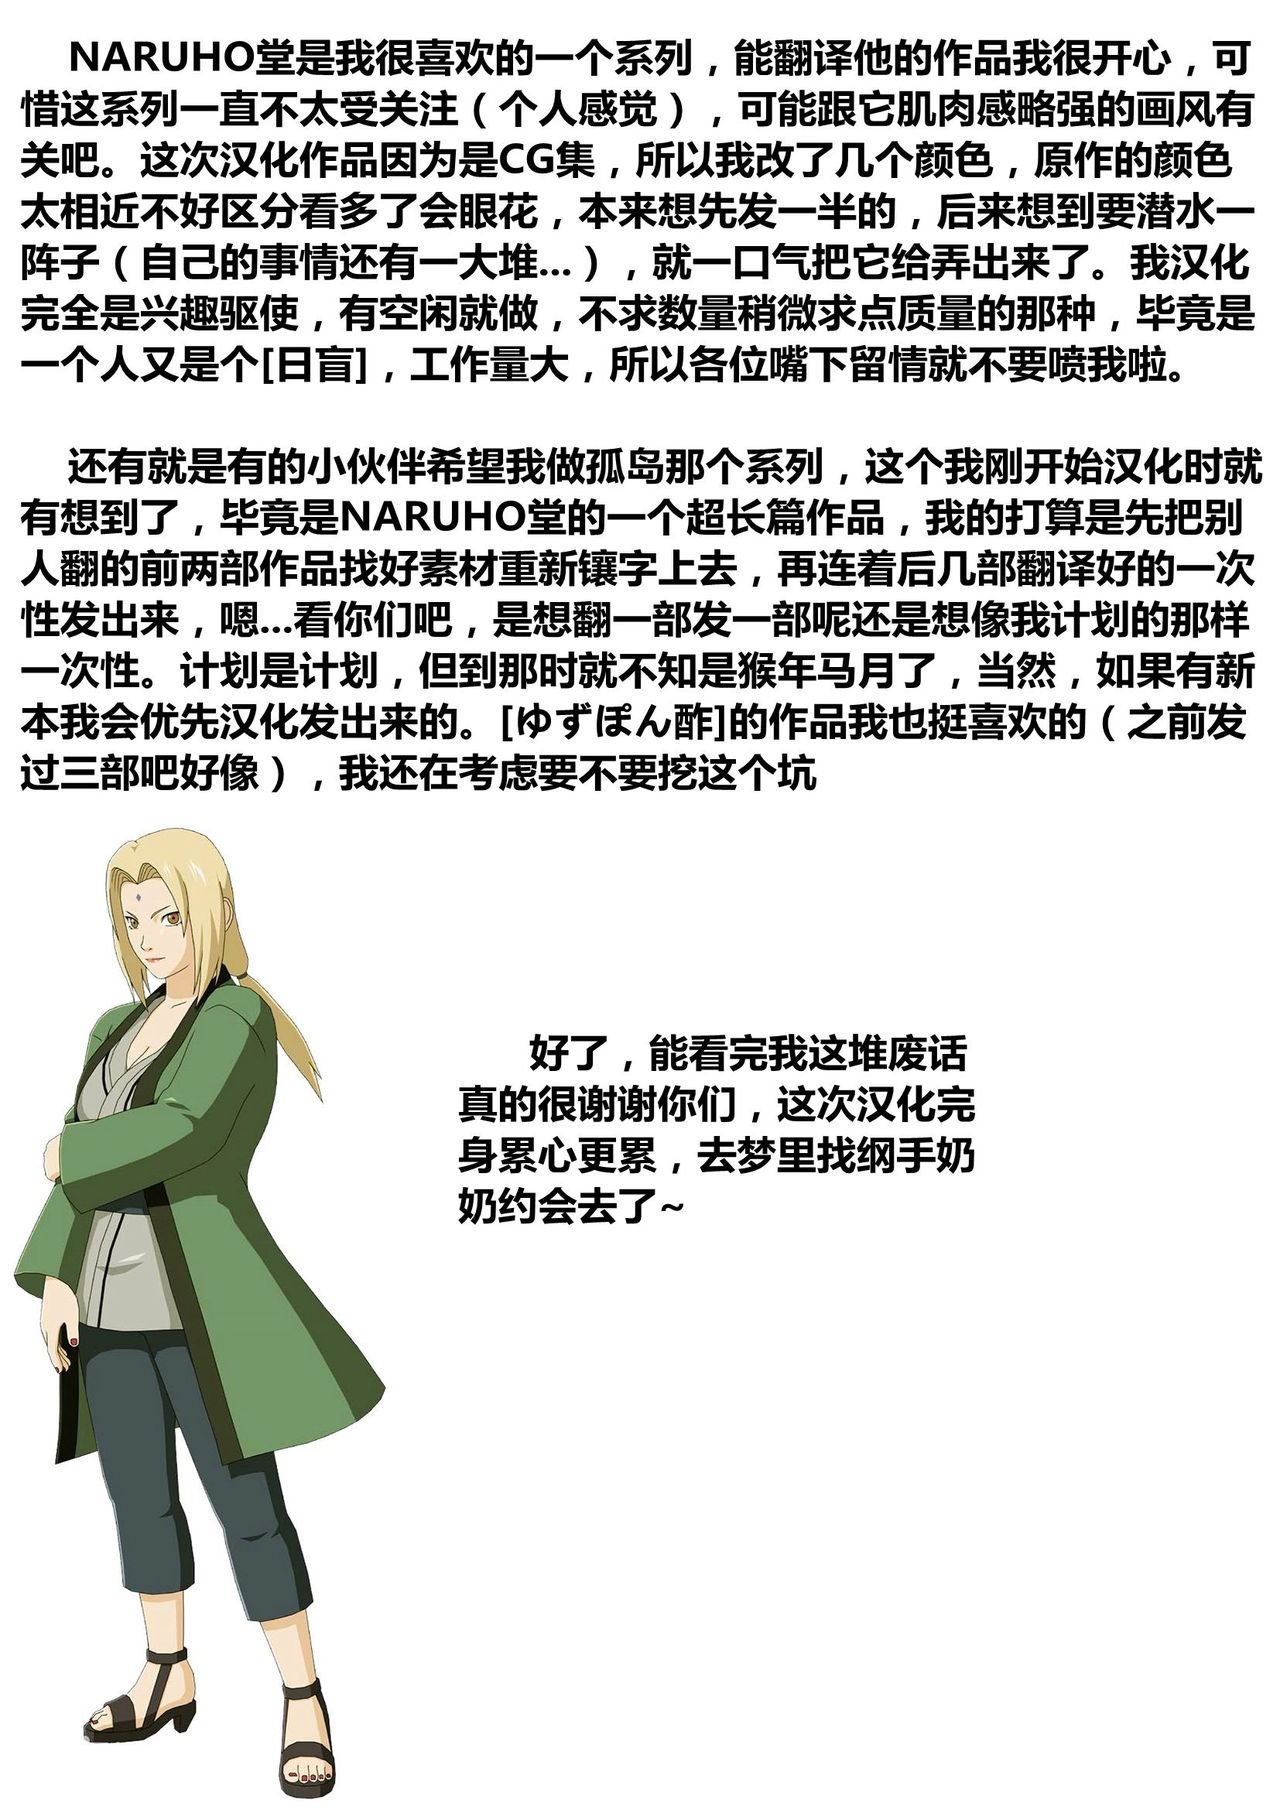 NARUHO堂是我很喜欢的一个系列，能翻译他的作品我很开心，可
惜这系列一直不太受关注（个人感觉），可能跟它肌肉感略强的画风有
关吧。这次汉化作品因为是CG集，所以我改了几个颜色，原作的颜色
太相近不好区分看多了会眼花，本来想先发一半的，后来想到要潜水一
阵子（自己的事情还有一大堆...），就一口气把它给弄出来了。我汉化
完全是兴趣驱使，有空闲就做，不求数量稍微求点质量的那种，毕竟是
一个人又是个[日盲]，工作量大，所以各位嘴下留情就不要喷我啦。
还有就是有的小伙伴希望我做孤岛那个系列，这个我刚开始汉化时就
有想到了，毕竟是NARUHO堂的一个超长篇作品，我的打算是先把别
人翻的前两部作品找好素材重新镶字上去，再连着后几部翻译好的一次
性发出来，嗯...看你们吧，是想翻一部发一部呢还是想像我计划的那样
一次性。计划是计划，但到那时就不知是猴年马月了，当然，如果有新
本我会优先汉化发出来的。[ゆずぽん酢]的作品我也挺喜欢的（之前发
过三部吧好像），我还在考虑要不要挖这个坑
好了，能看完我这堆废话
真的很谢谢你们，这次汉化完
身累心更累，去梦里找纲手奶
奶约会去了~